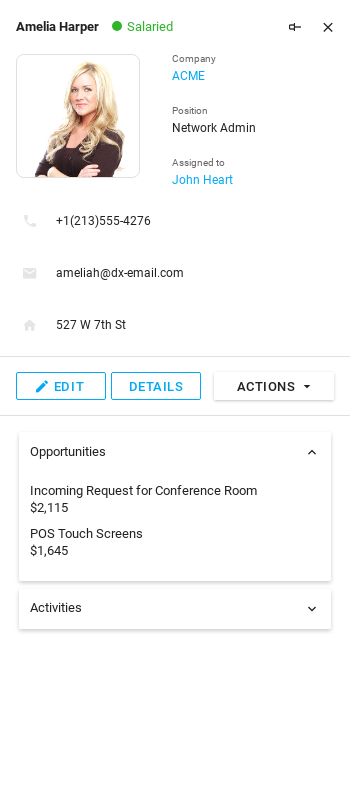 Amelia Harper Salaried
Company
ACME
Position
Network Admin
Assigned to
John Heart
+1(213)555-4276
ameliah@dx-email.com
527 W 7th St
EDIT DETAILS ACTIONS
Opportunities
Incoming Request for Conference Room
$2,115
POS Touch Screens
$1,645
Activities